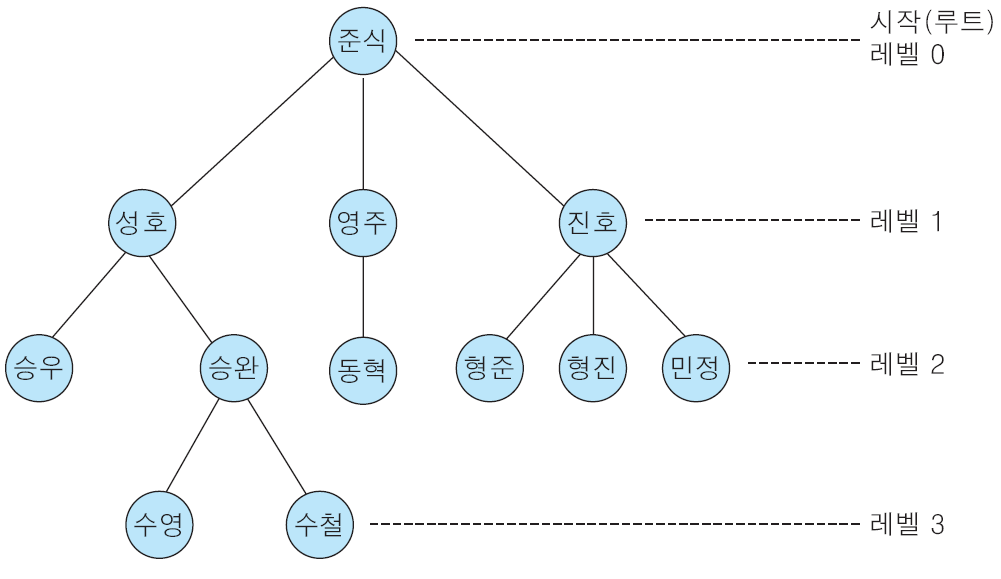 준식
시작(루트)
레벨 0
성호
영주
진호
레벨 1
승우
승완
동혁
형준
형진
민정
레벨 2
수영
수철
레벨 3